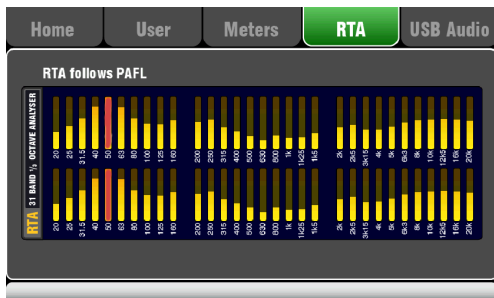 Home User Meters RTA USB Audio
RTA follows PAFL
RTA 31 BAND ⅓ OCTAVE ANALYSER
20 25 31.5 40 50 63 80 100 125 160 200 250 315 400 500 630 800 1k 1k25 1k5 2k 2k5 3k15 4k 5k 6k3 8k 10k 12k5 16k 20k
20 25 31.5 40 50 63 80 100 125 160 200 250 315 400 500 630 800 1k 1k25 1k5 2k 2k5 3k15 4k 5k 6k3 8k 10k 12k5 16k 20k